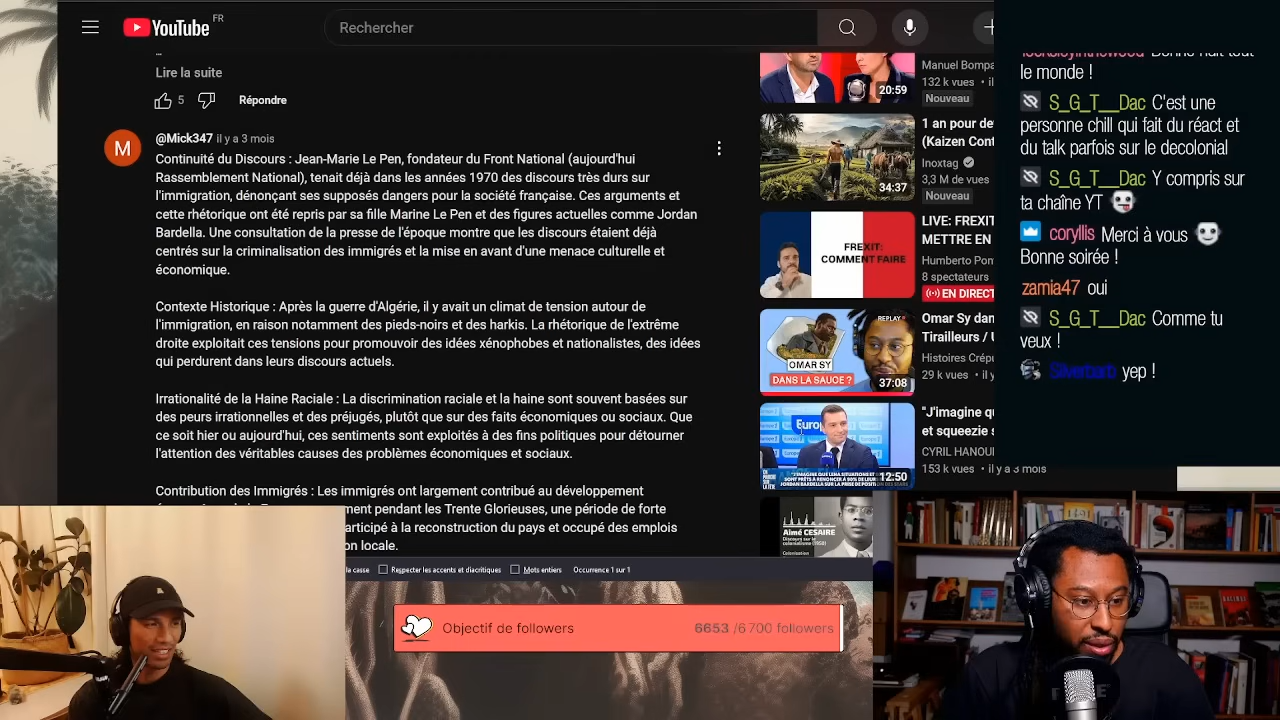 YouTube FR
Rechercher
Lire la suite
5 Répondre
@Mick347 il y a 3 mois
Continuité du Discours : Jean-Marie Le Pen, fondateur du Front National (aujourd'hui
Rassemblement National), tenait déjà dans les années 1970 des discours très durs sur
l'immigration, dénonçant ses supposés dangers pour la société française. Ces arguments et
cette rhétorique ont été repris par sa fille Marine Le Pen et des figures actuelles comme Jordan
Bardella. Une consultation de la presse de l'époque montre que les discours étaient déjà
centrés sur la criminalisation des immigrés et la mise en avant d'une menace culturelle et
économique.
Contexte Historique : Après la guerre d'Algérie, il y avait un climat de tension autour de
l'immigration, en raison notamment des pieds-noirs et des harkis. La rhétorique de l'extrême
droite exploitait ces tensions pour promouvoir des idées xénophobes et nationalistes, des idées
qui perdurent dans leurs discours actuels.
Irrationalité de la Haine Raciale : La discrimination raciale et la haine sont souvent basées sur
des peurs irrationnelles et des préjugés, plutôt que sur des faits économiques ou sociaux. Que
ce soit hier ou aujourd'hui, ces sentiments sont exploités à des fins politiques pour détourner
l'attention des véritables causes des problèmes économiques et sociaux.
Contribution des Immigrés : Les immigrés ont largement contribué au développement
ment pendant les Trente Glorieuses, une période de forte
articipé à la reconstruction du pays et occupé des emplois
on locale.
M
20:59
Manuel Bompa
132 k vues • il
Nouveau
34:37
1 an pour de
(Kaizen Cont
Inoxtag
3,3 M de vues
Nouveau
FREXIT:
COMMENT FAIRE
LIVE: FREXIT
METTRE EN
Humberto Pon
8 spectateurs
EN DIRECT
REPLAY
OMAR SY
DANS LA SAUCE ?
37:08
Omar Sy dan
Tirailleurs / U
Histoires Crépu
29 k vues • il y
Europ
12:50
"J'imagine qu
et squeezie s
CYRIL HANOU
153 k vues • il y a 3 mois
Aimé CESAIRE
Discours sur le
colonialisme (1950)
Colonisation
le monde !
S_G_T__Dac C'est une
personne chill qui fait du réact et
du talk parfois sur le decolonial
S_G_T__Dac Y compris sur
ta chaîne YT
coryllis Merci à vous
Bonne soirée !
zamia47 oui
S_G_T__Dac Comme tu
veux !
Silverbarb yep !
la casse Respecter les accents et diacritiques Mots entiers Occurrence 1 sur 1
Objectif de followers 6653 /6 700 followers